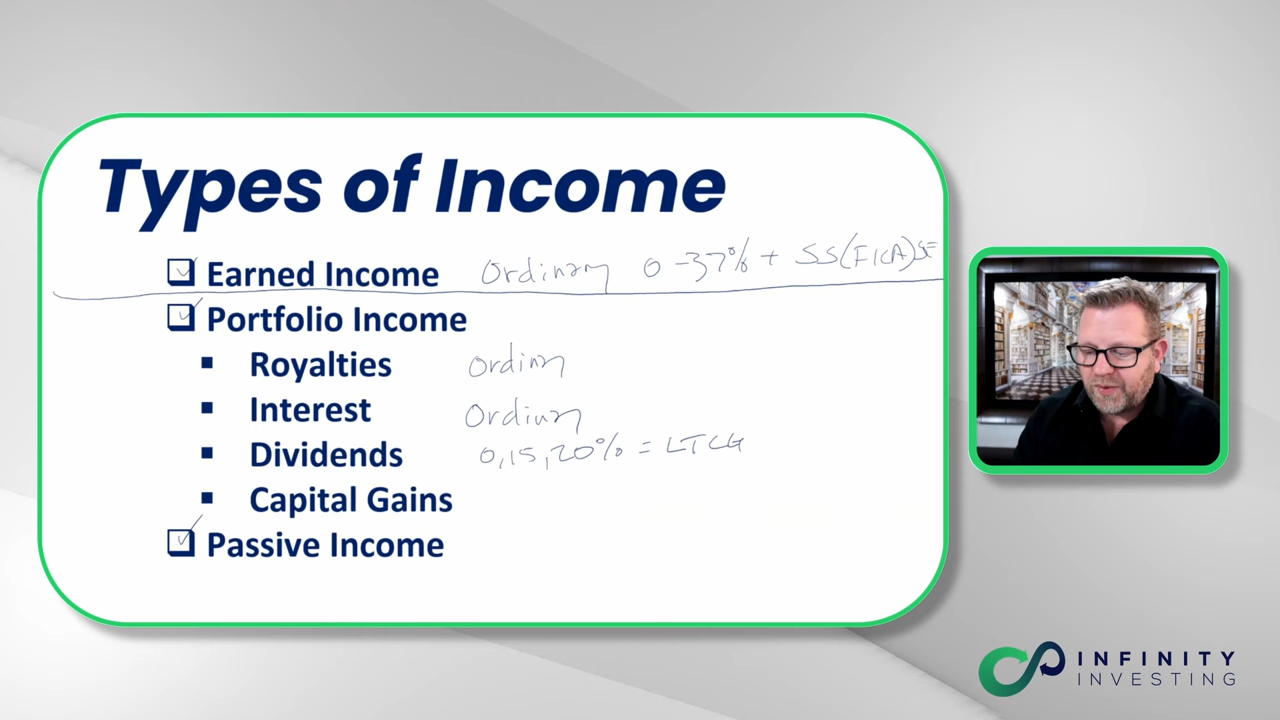 Types of Income
Earned Income Ordinary 0-37% + SS(FICA)SE
Portfolio Income
Royalties Ordinary
Interest Ordinary
Dividends 0,15,20% = LTCG
Capital Gains
Passive Income
INFINITY
INVESTING